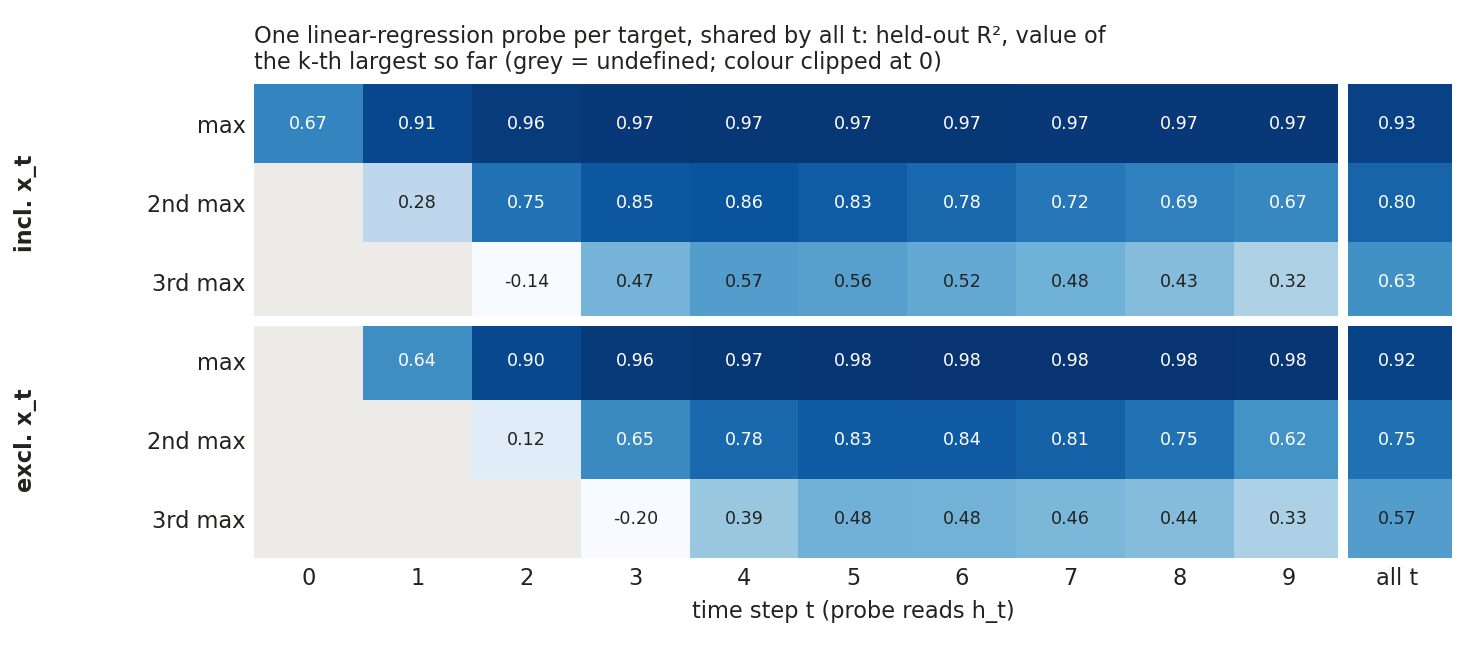 One linear-regression probe per target, shared by all t: held-out R², value of
the k-th largest so far (grey = undefined; colour clipped at 0)
incl. x_t
max 0.67 0.91 0.96 0.97 0.97 0.97 0.97 0.97 0.97 0.97 0.93
2nd max 0.28 0.75 0.85 0.86 0.83 0.78 0.72 0.69 0.67 0.80
3rd max -0.14 0.47 0.57 0.56 0.52 0.48 0.43 0.32 0.63
excl. x_t
max 0.64 0.90 0.96 0.97 0.98 0.98 0.98 0.98 0.98 0.92
2nd max 0.12 0.65 0.78 0.83 0.84 0.81 0.75 0.62 0.75
3rd max -0.20 0.39 0.48 0.48 0.46 0.44 0.33 0.57
0 1 2 3 4 5 6 7 8 9 all t
time step t (probe reads h_t)